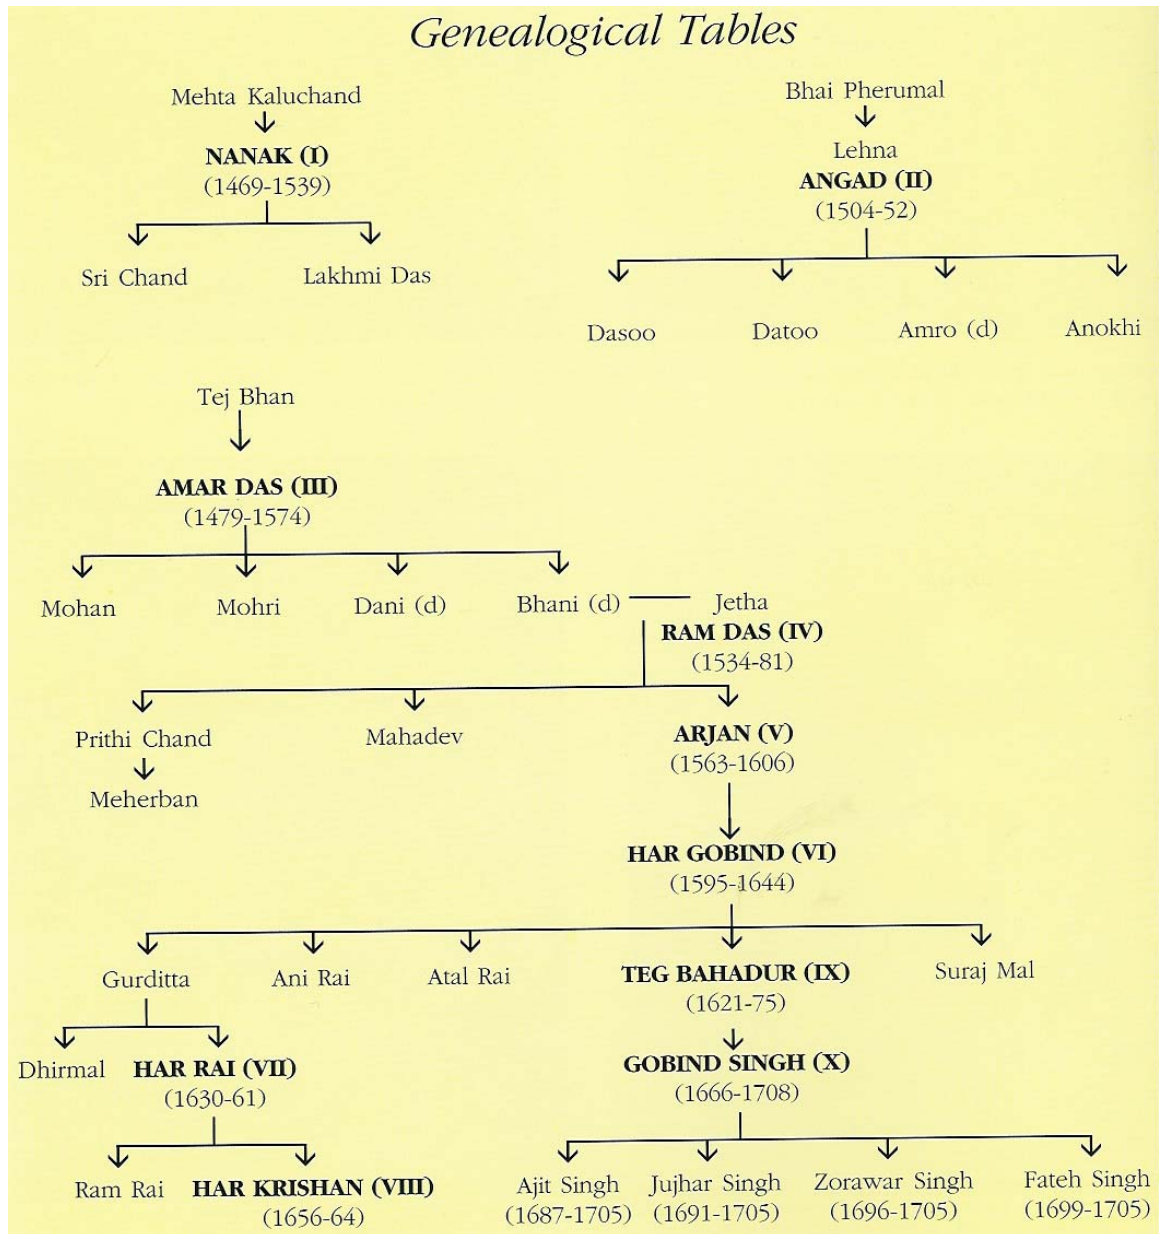 Genealogical Tables
Mehta Kaluchand
NANAK (I)
(1469-1539)
Sri Chand
Lakhmi Das
Bhai Pherumal
Lehna
ANGAD (II)
(1504-52)
Dasoo
Datoo
Amro (d)
Anokhi
Tej Bhan
AMAR DAS (III)
(1479-1574)
Mohan
Mohri
Dani (d)
Bhani (d)
Jetha
RAM DAS (IV)
(1534-81)
Prithi Chand
Mahadev
ARJAN (V)
(1563-1606)
Meherban
HAR GOBIND (VI)
(1595-1644)
Gurditta
Ani Rai
Atal Rai
TEG BAHADUR (IX)
(1621-75)
Suraj Mal
Dhirmal
HAR RAI (VII)
(1630-61)
GOBIND SINGH (X)
(1666-1708)
Ram Rai
HAR KRISHAN (VIII)
(1656-64)
Ajit Singh
(1687-1705)
Jujhar Singh
(1691-1705)
Zorawar Singh
(1696-1705)
Fateh Singh
(1699-1705)